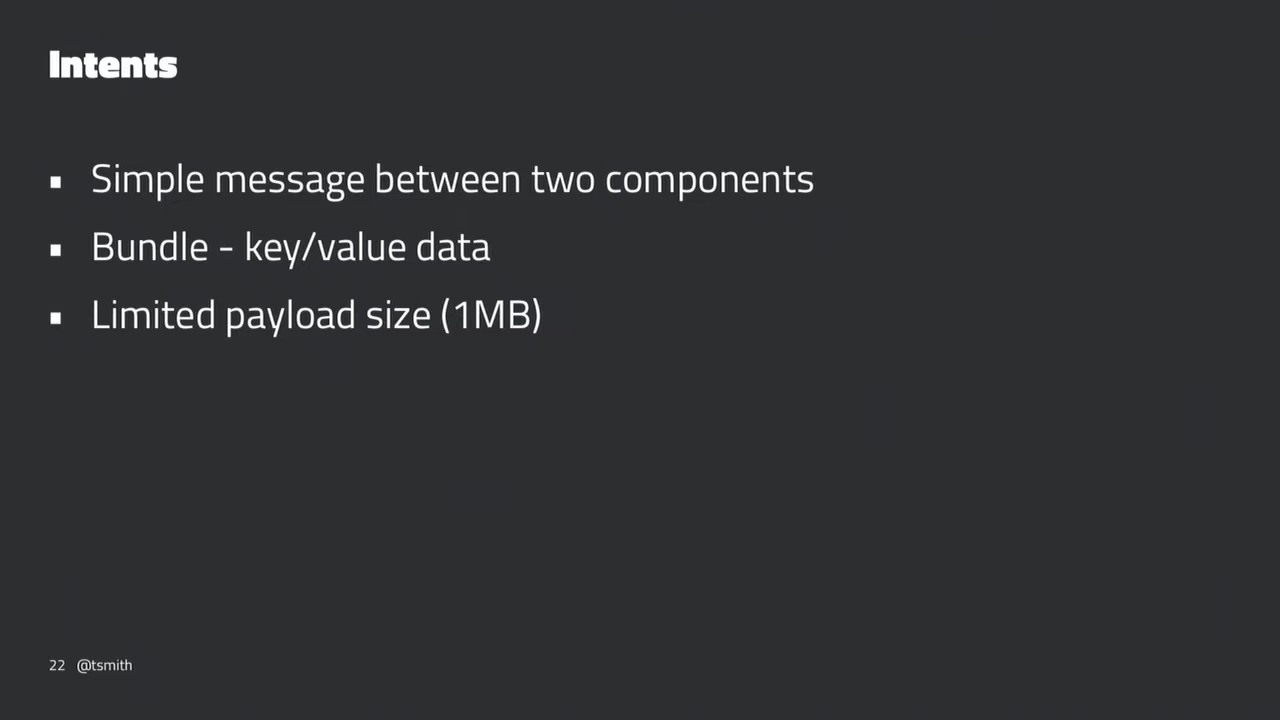 Intents
▪ Simple message between two components
▪ Bundle - key/value data
▪ Limited payload size (1MB)
22 @tsmith